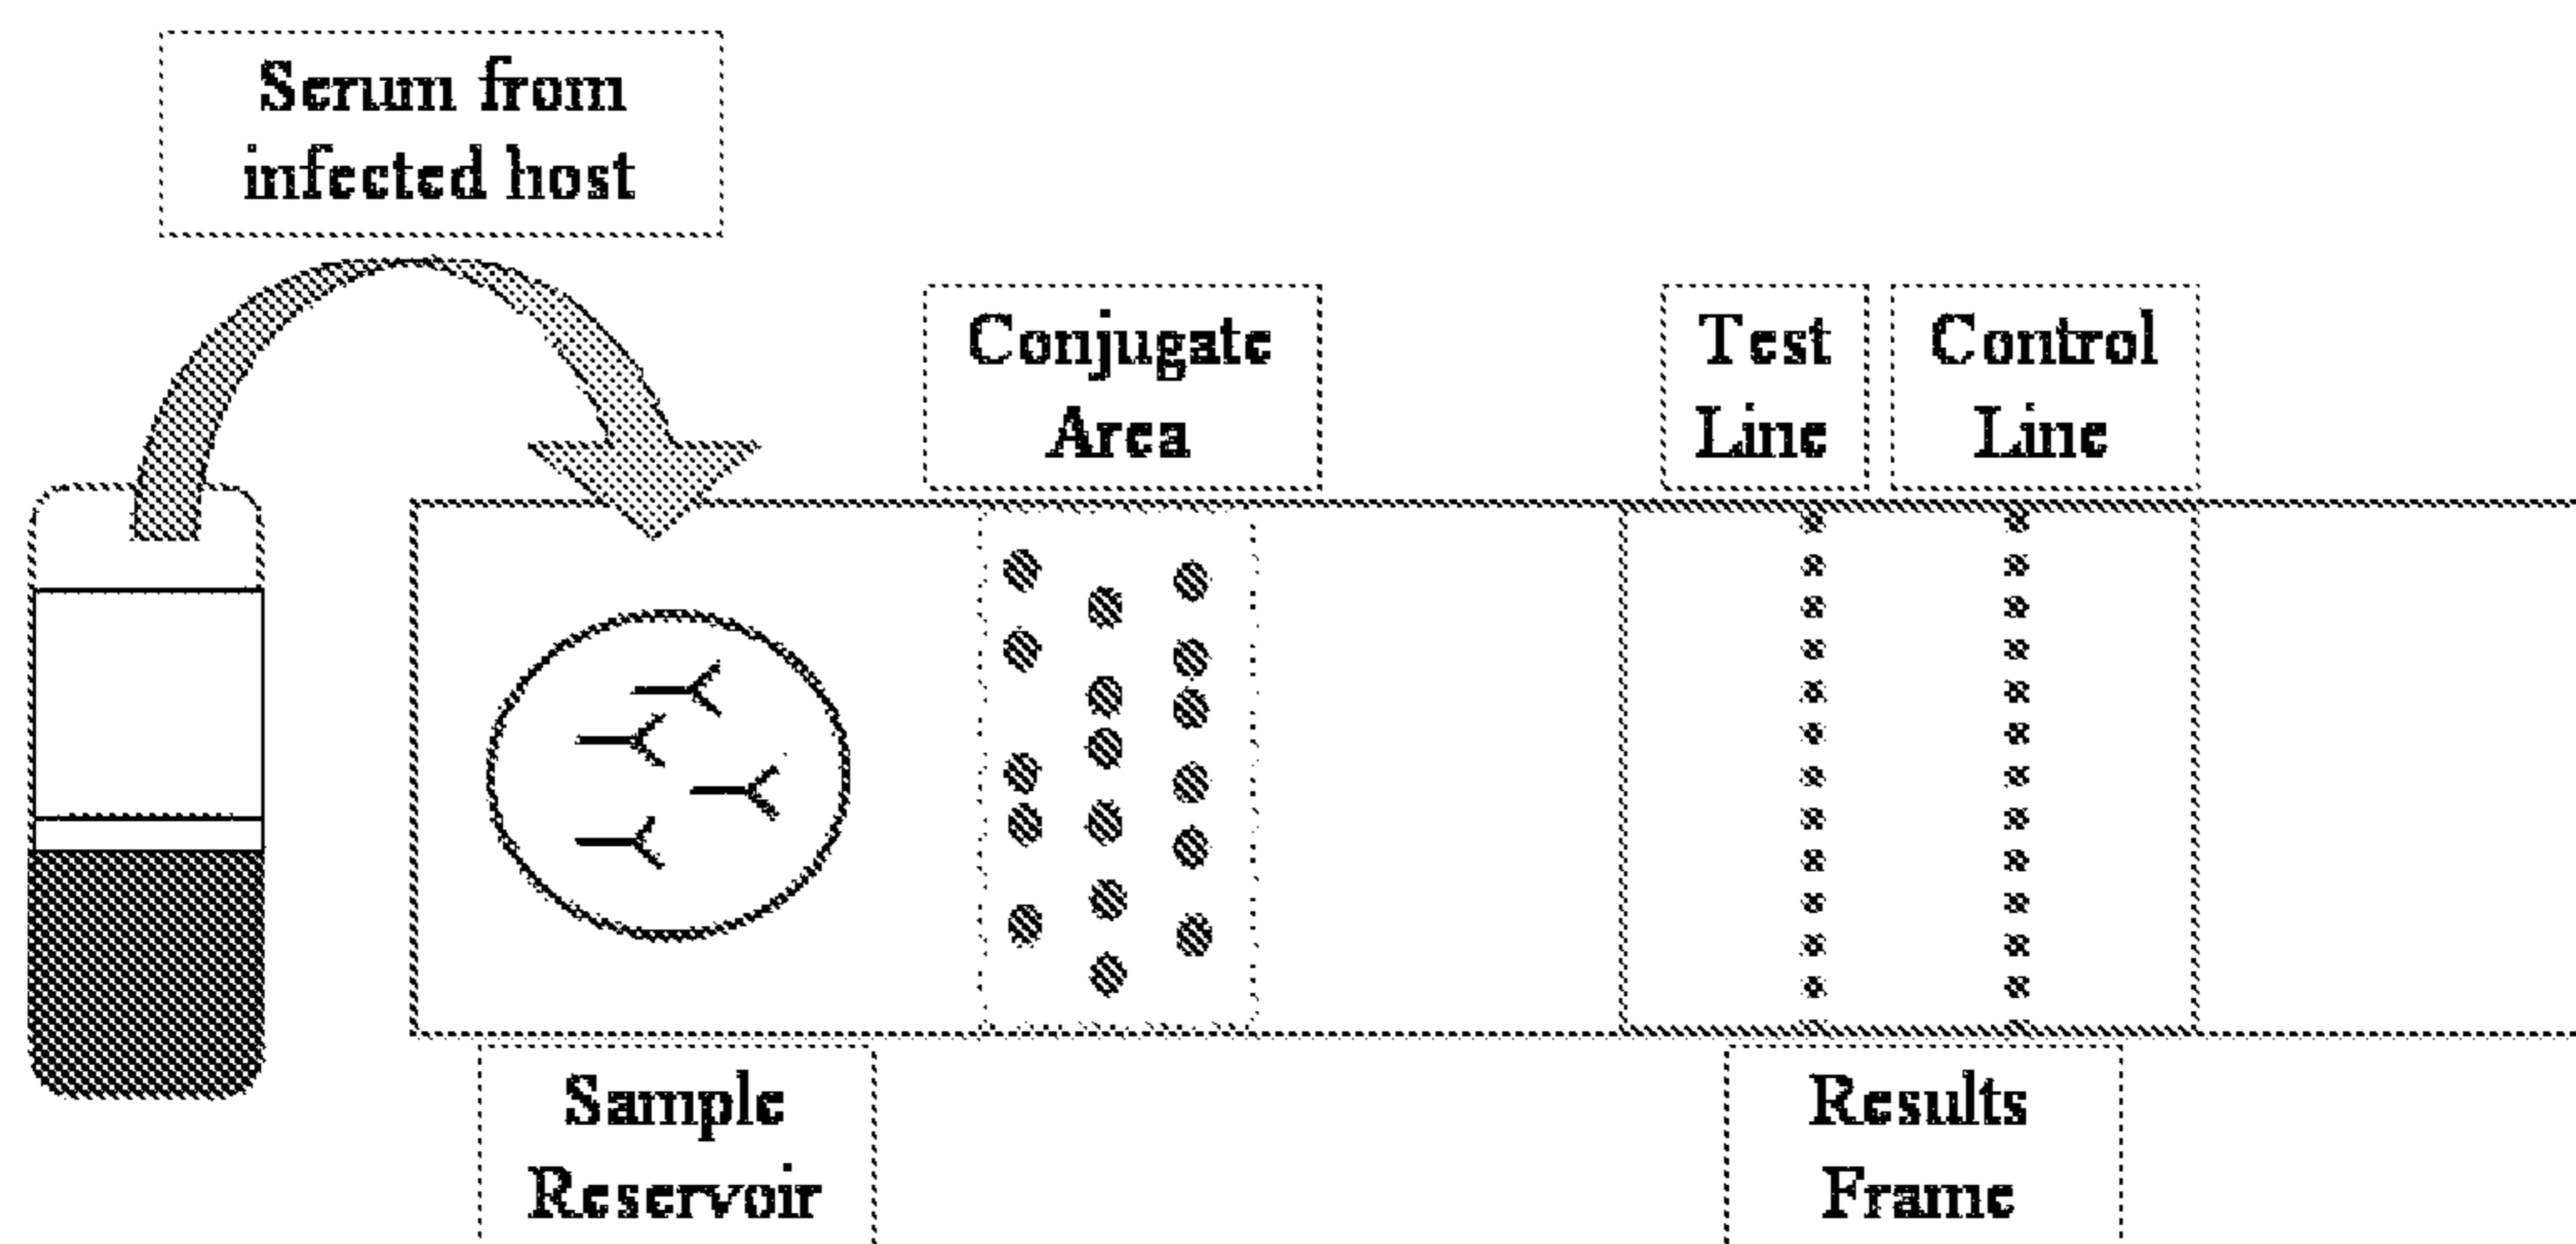 Serum from
infected host
Conjugate
Area
Test
Line
Control
Line
Sample
Reservoir
Results
Frame